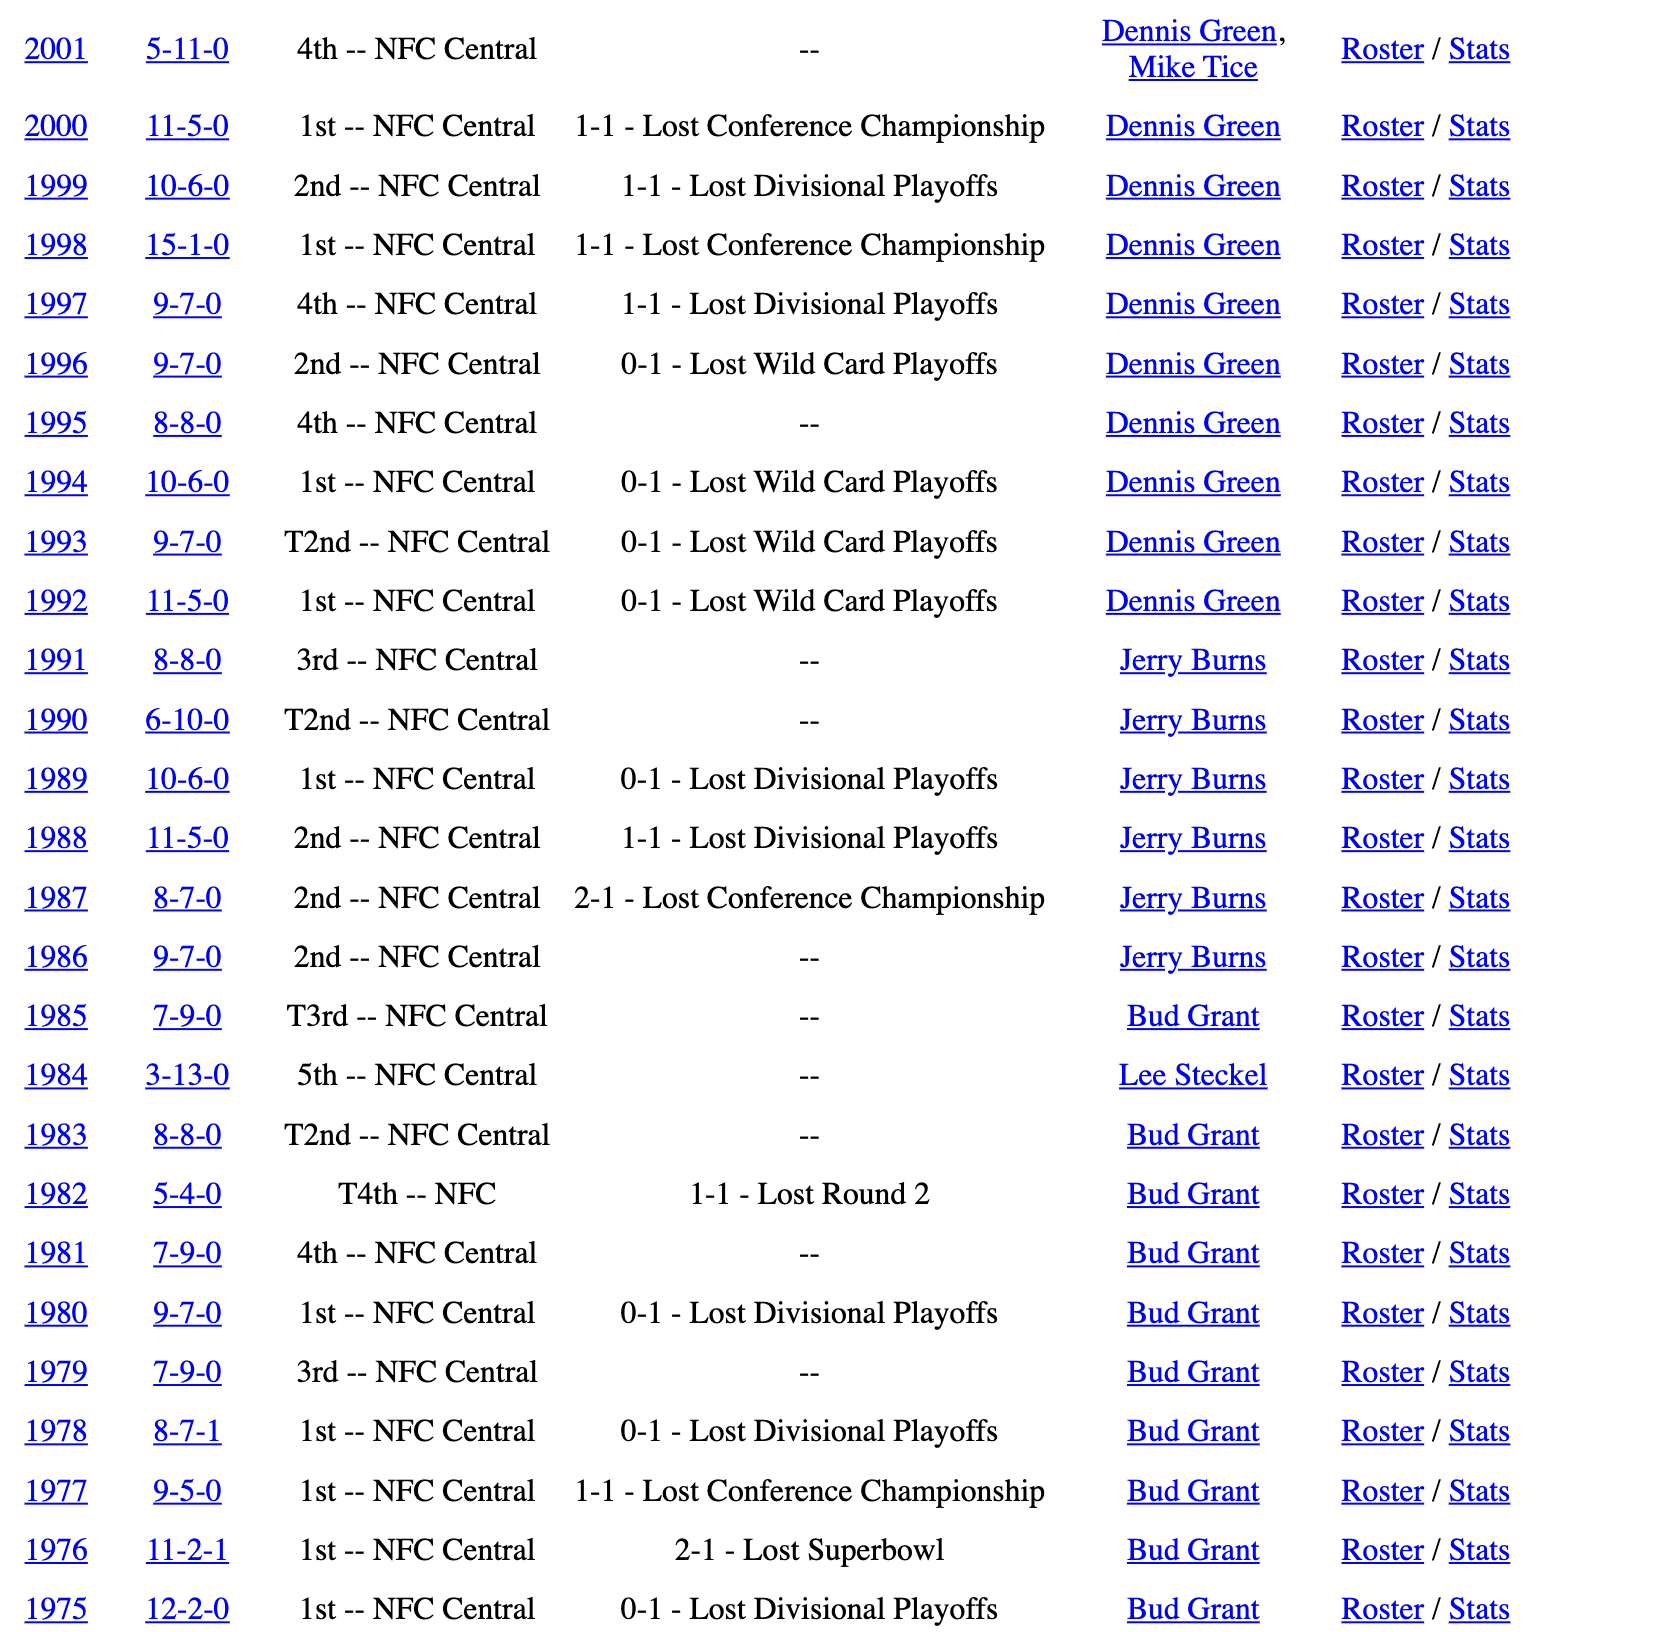 2001 5-11-0 4th -- NFC Central -- Dennis Green, Mike Tice Roster / Stats
2000 11-5-0 1st -- NFC Central 1-1 - Lost Conference Championship Dennis Green Roster / Stats
1999 10-6-0 2nd -- NFC Central 1-1 - Lost Divisional Playoffs Dennis Green Roster / Stats
1998 15-1-0 1st -- NFC Central 1-1 - Lost Conference Championship Dennis Green Roster / Stats
1997 9-7-0 4th -- NFC Central 1-1 - Lost Divisional Playoffs Dennis Green Roster / Stats
1996 9-7-0 2nd -- NFC Central 0-1 - Lost Wild Card Playoffs Dennis Green Roster / Stats
1995 8-8-0 4th -- NFC Central -- Dennis Green Roster / Stats
1994 10-6-0 1st -- NFC Central 0-1 - Lost Wild Card Playoffs Dennis Green Roster / Stats
1993 9-7-0 T2nd -- NFC Central 0-1 - Lost Wild Card Playoffs Dennis Green Roster / Stats
1992 11-5-0 1st -- NFC Central 0-1 - Lost Wild Card Playoffs Dennis Green Roster / Stats
1991 8-8-0 3rd -- NFC Central -- Jerry Burns Roster / Stats
1990 6-10-0 T2nd -- NFC Central -- Jerry Burns Roster / Stats
1989 10-6-0 1st -- NFC Central 0-1 - Lost Divisional Playoffs Jerry Burns Roster / Stats
1988 11-5-0 2nd -- NFC Central 1-1 - Lost Divisional Playoffs Jerry Burns Roster / Stats
1987 8-7-0 2nd -- NFC Central 2-1 - Lost Conference Championship Jerry Burns Roster / Stats
1986 9-7-0 2nd -- NFC Central -- Jerry Burns Roster / Stats
1985 7-9-0 T3rd -- NFC Central -- Bud Grant Roster / Stats
1984 3-13-0 5th -- NFC Central -- Lee Steckel Roster / Stats
1983 8-8-0 T2nd -- NFC Central -- Bud Grant Roster / Stats
1982 5-4-0 T4th -- NFC 1-1 - Lost Round 2 Bud Grant Roster / Stats
1981 7-9-0 4th -- NFC Central -- Bud Grant Roster / Stats
1980 9-7-0 1st -- NFC Central 0-1 - Lost Divisional Playoffs Bud Grant Roster / Stats
1979 7-9-0 3rd -- NFC Central -- Bud Grant Roster / Stats
1978 8-7-1 1st -- NFC Central 0-1 - Lost Divisional Playoffs Bud Grant Roster / Stats
1977 9-5-0 1st -- NFC Central 1-1 - Lost Conference Championship Bud Grant Roster / Stats
1976 11-2-1 1st -- NFC Central 2-1 - Lost Superbowl Bud Grant Roster / Stats
1975 12-2-0 1st -- NFC Central 0-1 - Lost Divisional Playoffs Bud Grant Roster / Stats